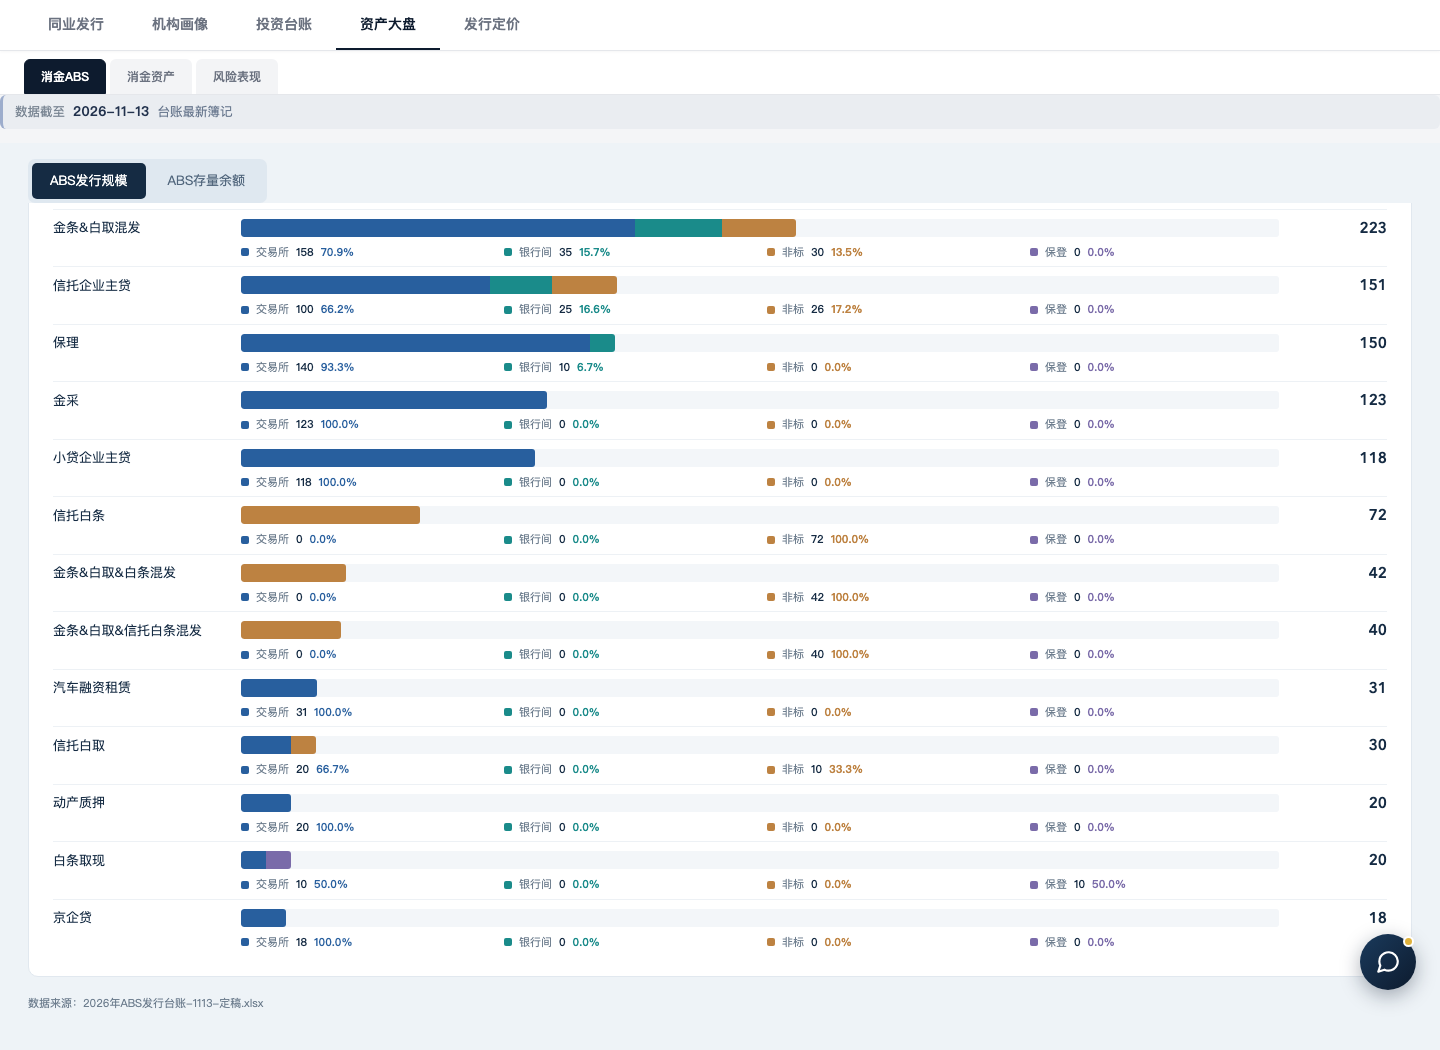 同业发行 机构画像 投资台账 资产大盘 发行定价
消金ABS 消金资产 风险表现
数据截至 2026-11-13 台账最新簿记
ABS发行规模 ABS存量余额
金条&白取混发 223
交易所 158 70.9% 银行间 35 15.7% 非标 30 13.5% 保登 0 0.0%
信托企业主贷 151
交易所 100 66.2% 银行间 25 16.6% 非标 26 17.2% 保登 0 0.0%
保理 150
交易所 140 93.3% 银行间 10 6.7% 非标 0 0.0% 保登 0 0.0%
金采 123
交易所 123 100.0% 银行间 0 0.0% 非标 0 0.0% 保登 0 0.0%
小贷企业主贷 118
交易所 118 100.0% 银行间 0 0.0% 非标 0 0.0% 保登 0 0.0%
信托白条 72
交易所 0 0.0% 银行间 0 0.0% 非标 72 100.0% 保登 0 0.0%
金条&白取&白条混发 42
交易所 0 0.0% 银行间 0 0.0% 非标 42 100.0% 保登 0 0.0%
金条&白取&信托白条混发 40
交易所 0 0.0% 银行间 0 0.0% 非标 40 100.0% 保登 0 0.0%
汽车融资租赁 31
交易所 31 100.0% 银行间 0 0.0% 非标 0 0.0% 保登 0 0.0%
信托白取 30
交易所 20 66.7% 银行间 0 0.0% 非标 10 33.3% 保登 0 0.0%
动产质押 20
交易所 20 100.0% 银行间 0 0.0% 非标 0 0.0% 保登 0 0.0%
白条取现 20
交易所 10 50.0% 银行间 0 0.0% 非标 0 0.0% 保登 10 50.0%
京企贷 18
交易所 18 100.0% 银行间 0 0.0% 非标 0 0.0% 保登 0 0.0%
数据来源：2026年ABS发行台账-1113-定稿.xlsx